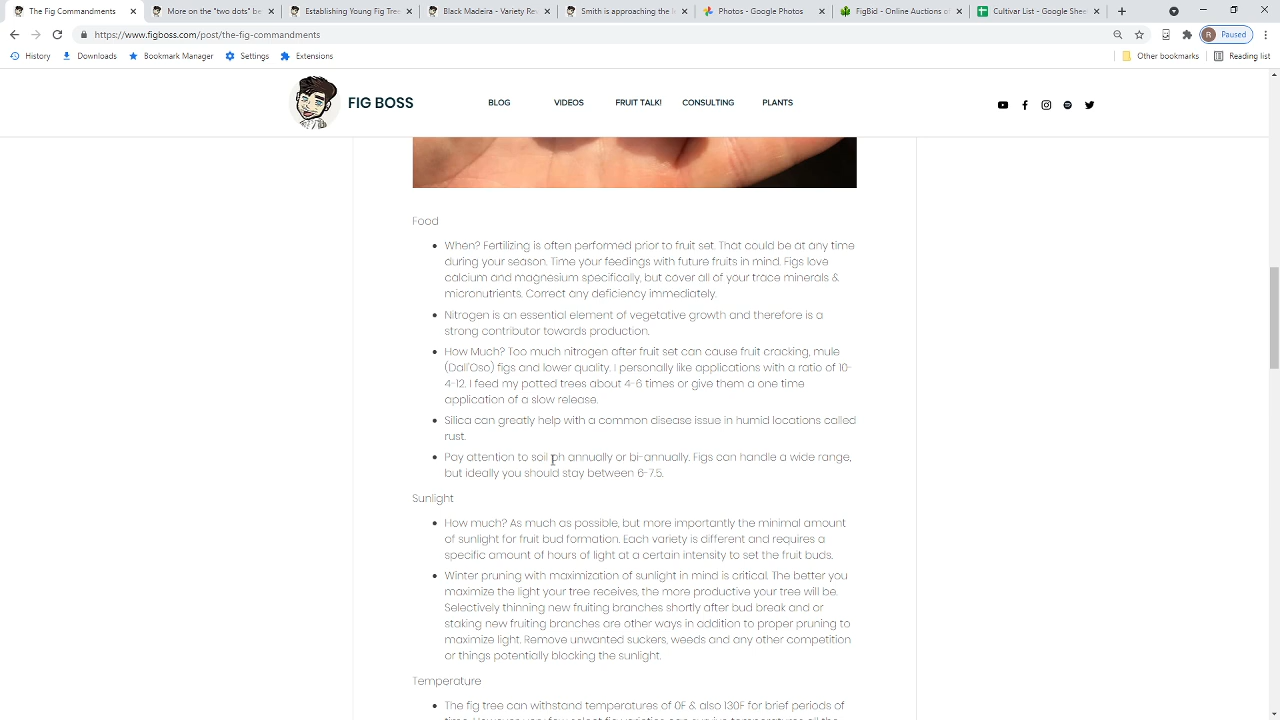 The Fig Commandments
More on the "two dots" be
Establishing Young Fig Tree
Black Madeira - Variety Rev
Smith is approaching the le
Photos - Google Photos
FigBid - Online Auctions o
Cultivar List - Google Shee
https://www.figboss.com/post/the-fig-commandments
R Paused
History
Downloads
Bookmark Manager
Settings
Extensions
Other bookmarks
Reading list
FIG BOSS
BLOG
VIDEOS
FRUIT TALK!
CONSULTING
PLANTS
Food
When? Fertilizing is often performed prior to fruit set. That could be at any time
during your season. Time your feedings with future fruits in mind. Figs love
calcium and magnesium specifically, but cover all of your trace minerals &
micronutrients. Correct any deficiency immediately.
Nitrogen is an essential element of vegetative growth and therefore is a
strong contributor towards production.
How Much? Too much nitrogen after fruit set can cause fruit cracking, mule
(Dall'Oso) figs and lower quality. I personally like applications with a ratio of 10-
4-12. I feed my potted trees about 4-6 times or give them a one time
application of a slow release.
Silica can greatly help with a common disease issue in humid locations called
rust.
Pay attention to soil ph annually or bi-annually. Figs can handle a wide range,
but ideally you should stay between 6-7.5.
Sunlight
How much? As much as possible, but more importantly the minimal amount
of sunlight for fruit bud formation. Each variety is different and requires a
specific amount of hours of light at a certain intensity to set the fruit buds.
Winter pruning with maximization of sunlight in mind is critical. The better you
maximize the light your tree receives, the more productive your tree will be.
Selectively thinning new fruiting branches shortly after bud break and or
staking new fruiting branches are other ways in addition to proper pruning to
maximize light. Remove unwanted suckers, weeds and any other competition
or things potentially blocking the sunlight.
Temperature
The fig tree can withstand temperatures of 0F & also 130F for brief periods of